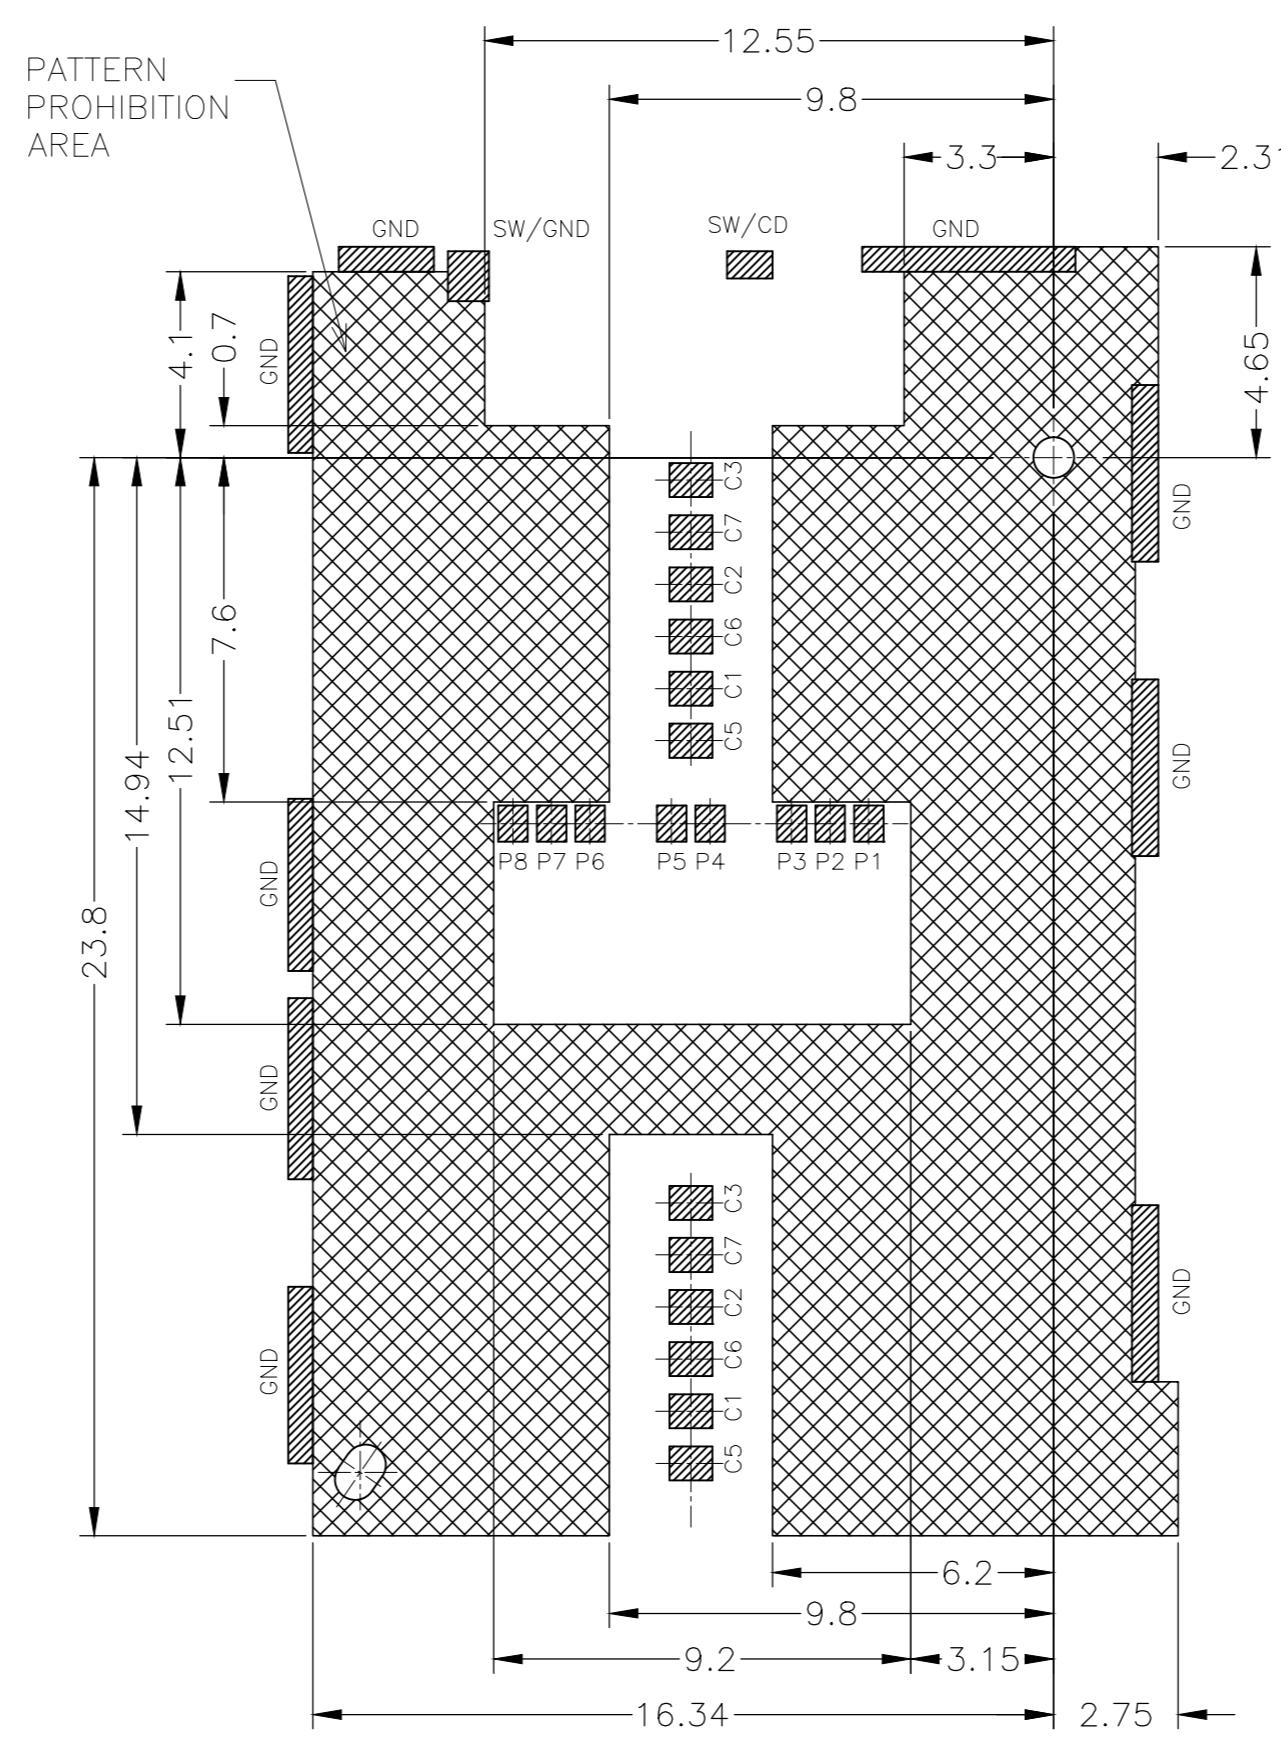 12.55
PATTERN
PROHIBITION
AREA
9.8
3.3
2.31
GND
SW/GND
SW/CD
GND
4.1
0.7
GND
4.65
C3
C7
GND
C2
7.6
C6
C1
12.51
C5
GND
14.94
P8 P7 P6 P5 P4 P3 P2 P1
GND
23.8
GND
C3
C7
C2
GND
C6
GND
C1
C5
6.2
9.8
9.2
3.15
16.34
2.75